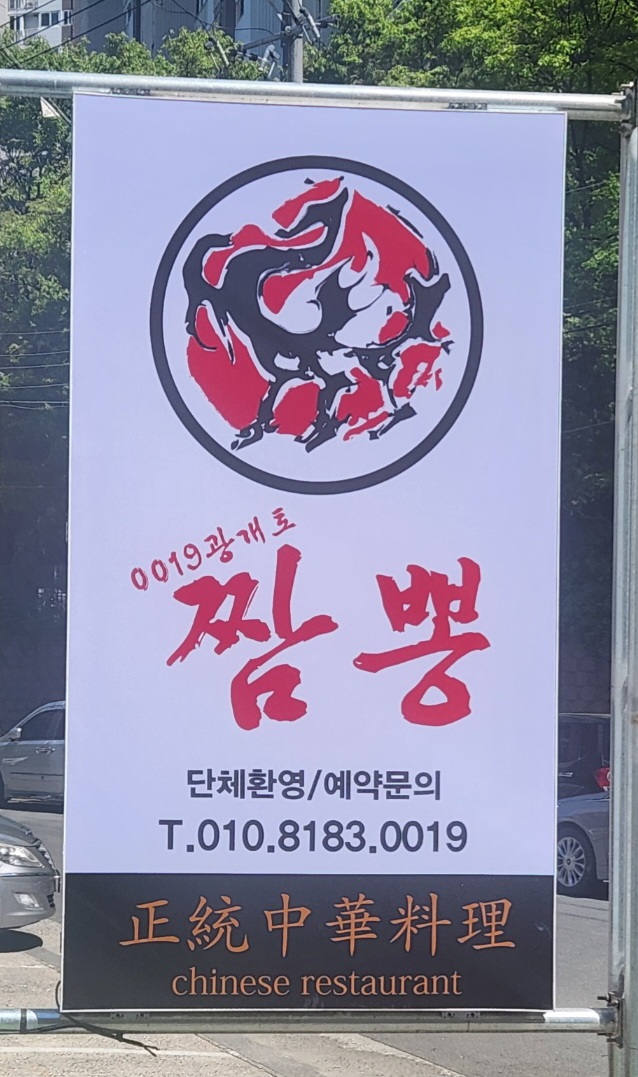 0019광개토
짬뽕
단체환영/예약문의
T.010.8183.0019
正統中華料理
chinese restaurant